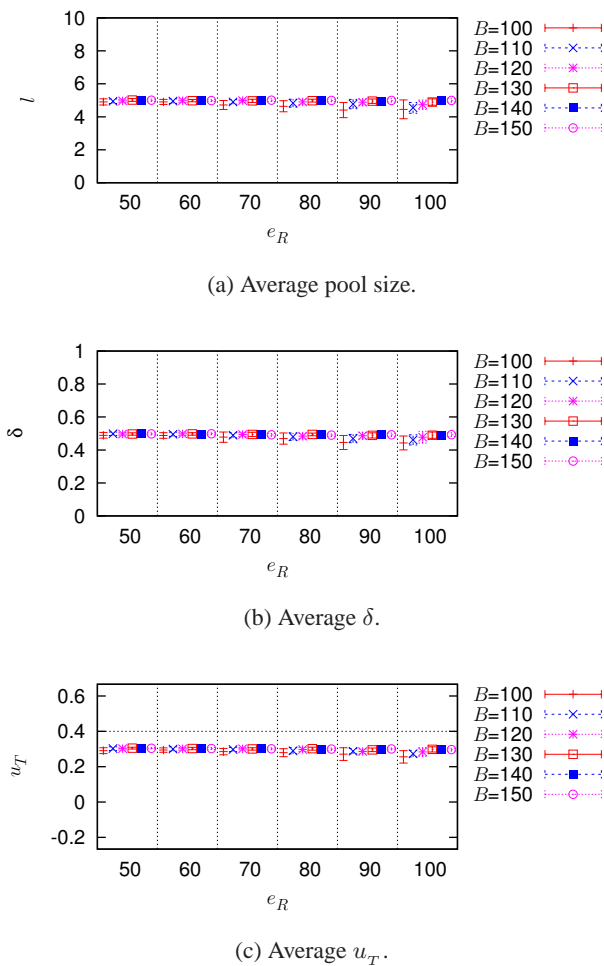 10
8
6
4
2
0
l
50 60 70 80 90 100
e_R
B=100
B=110
B=120
B=130
B=140
B=150
(a) Average pool size.
1
0.8
0.6
0.4
0.2
0
δ
50 60 70 80 90 100
e_R
B=100
B=110
B=120
B=130
B=140
B=150
(b) Average δ.
0.6
0.4
0.2
0
-0.2
u_T
50 60 70 80 90 100
e_R
B=100
B=110
B=120
B=130
B=140
B=150
(c) Average u_T.